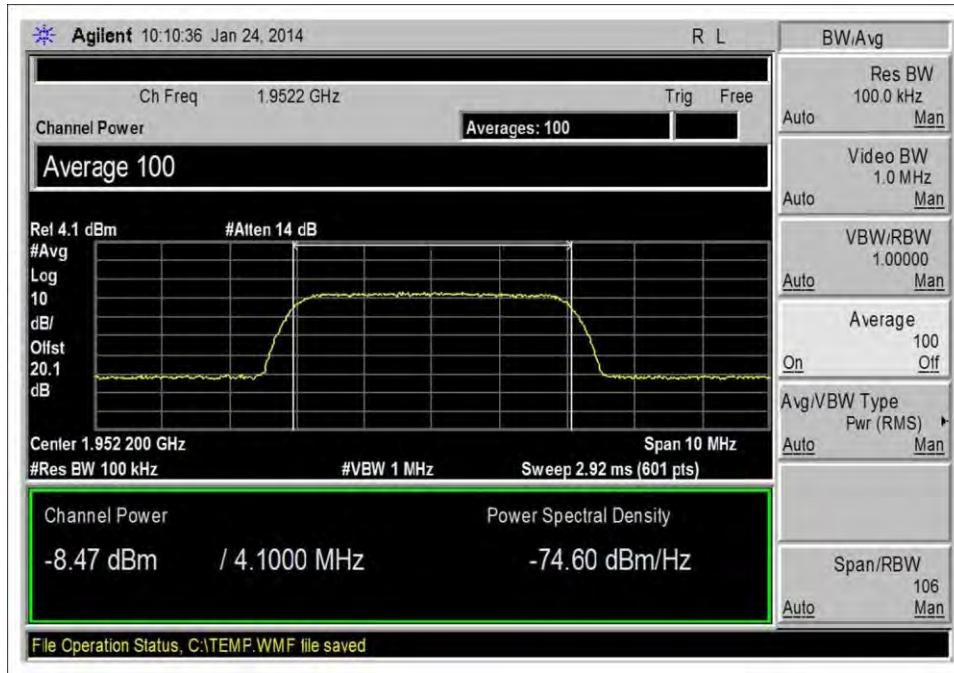 Agilent 10:10:36 Jan 24, 2014 R L
Ch Freq 1.9522 GHz Trig Free
Channel Power Averages: 100
Average 100
Ref 4.1 dBm #Atten 14 dB
#Avg
Log
10
dB/
Offst
20.1
dB
Center 1.952 200 GHz Span 10 MHz
#Res BW 100 kHz #VBW 1 MHz Sweep 2.92 ms (601 pts)
Channel Power Power Spectral Density
-8.47 dBm / 4.1000 MHz -74.60 dBm/Hz
File Operation Status, C:\TEMP.WMF file saved
BW/Avg
Res BW
100.0 kHz
Auto Man
Video BW
1.0 MHz
Auto Man
VBW/RBW
1.00000
Auto Man
Average
100
On Off
Avg/VBW Type
Pwr (RMS)
Auto Man
Span/RBW
106
Auto Man